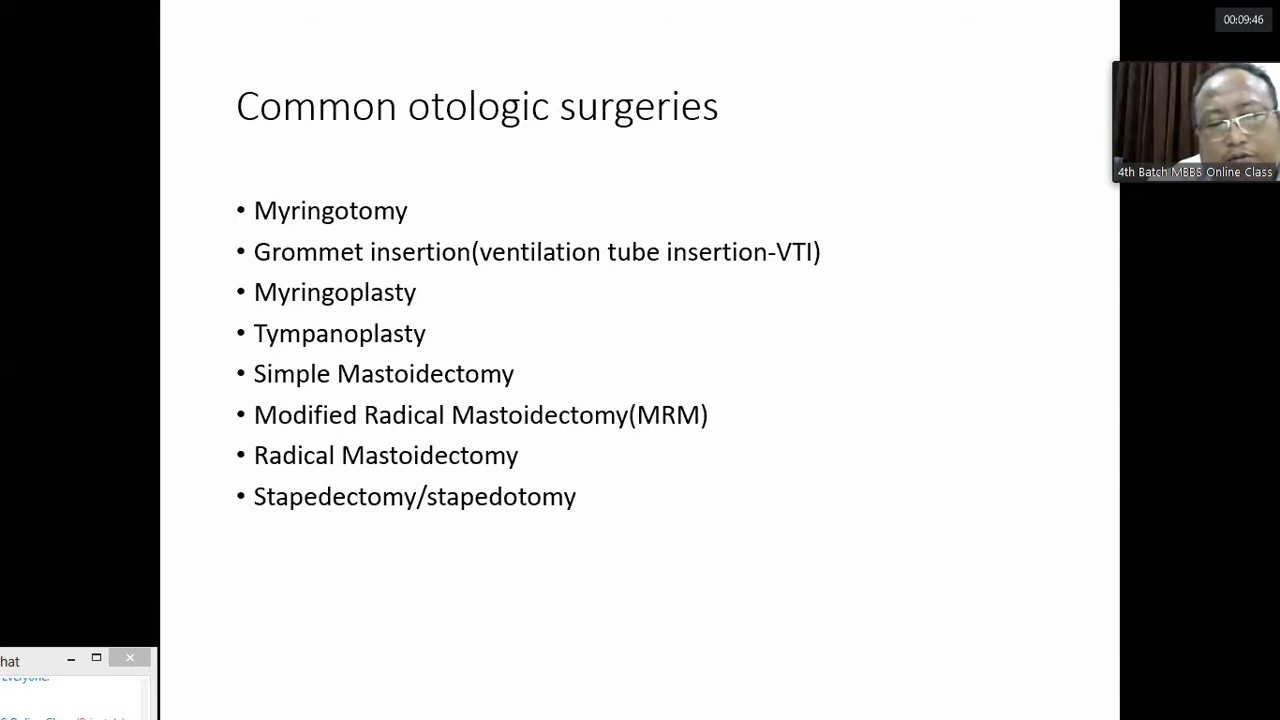 00:09:46
Common otologic surgeries
4th Batch MBBS Online Class
• Myringotomy
• Grommet insertion(ventilation tube insertion-VTI)
• Myringoplasty
• Tympanoplasty
• Simple Mastoidectomy
• Modified Radical Mastoidectomy(MRM)
• Radical Mastoidectomy
• Stapedectomy/stapedotomy
hat
Everyone: